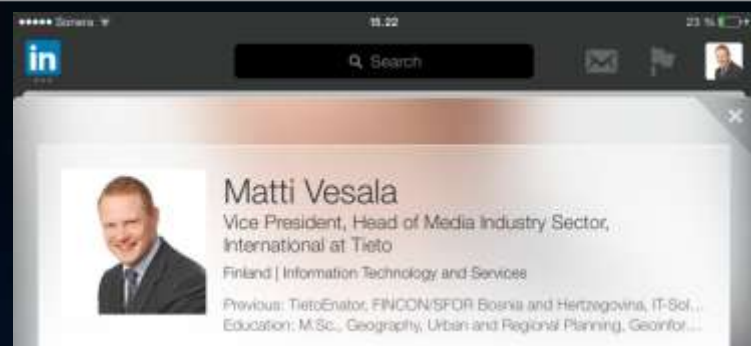 Sonera
15.22
23 %
in
Search
Matti Vesala
Vice President, Head of Media Industry Sector,
International at Tieto
Finland | Information Technology and Services
Previous: TietoEnator, FINCON/SFOR Bosnia and Hertzegovina, IT-Sol...
Education: M.Sc., Geography, Urban and Regional Planning, Geoinfor...